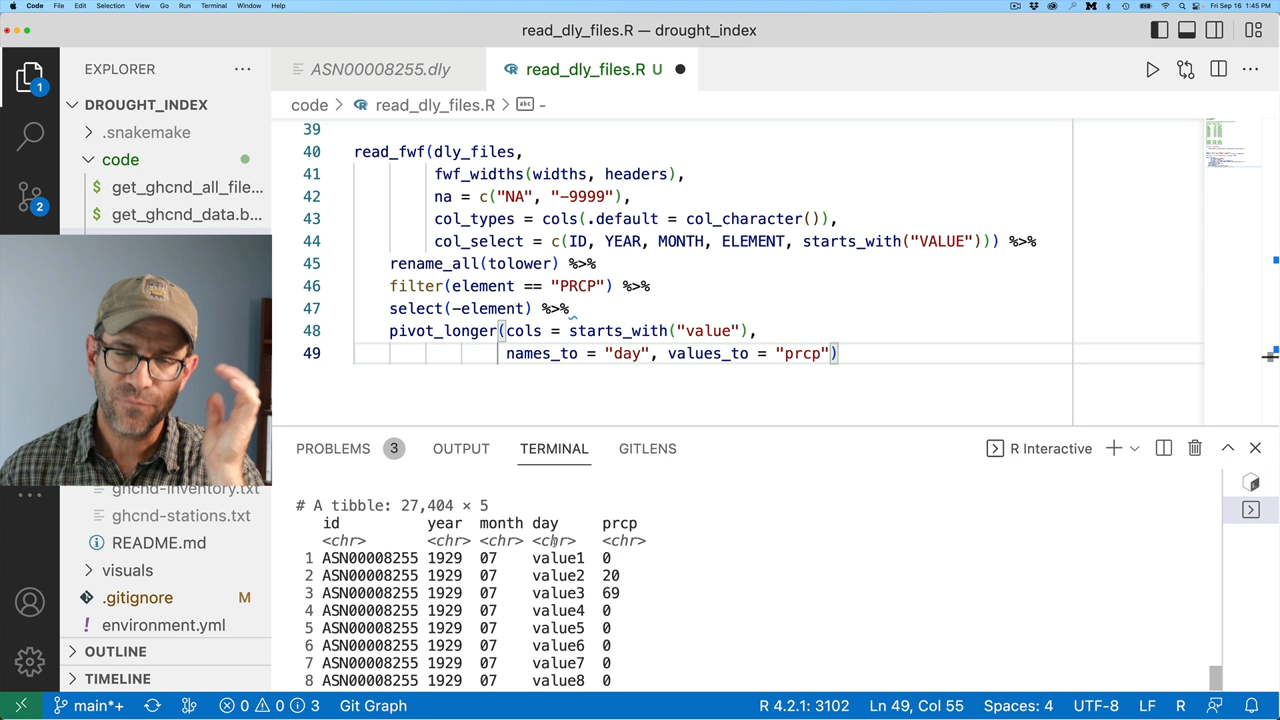 Code File Edit Selection View Go Run Terminal Window Help Fri Sep 16 1:45 PM
read_dly_files.R — drought_index
EXPLORER
ASN00008255.dly
read_dly_files.R U
DROUGHT_INDEX
code > read_dly_files.R > abc -
.snakemake
code
get_ghcnd_all_file...
get_ghcnd_data.b...
1
2
39
40 read_fwf(dly_files,
41 fwf_widths(widths, headers),
42 na = c("NA", "-9999"),
43 col_types = cols(.default = col_character()),
44 col_select = c(ID, YEAR, MONTH, ELEMENT, starts_with("VALUE"))) %>%
45 rename_all(tolower) %>%
46 filter(element == "PRCP") %>%
47 select(-element) %>%
48 pivot_longer(cols = starts_with("value"),
49 names_to = "day", values_to = "prcp")
PROBLEMS 3 OUTPUT TERMINAL GITLENS R Interactive
ghcnd-inventory.txt
ghcnd-stations.txt
README.md
visuals
.gitignore M
environment.yml
OUTLINE
TIMELINE
# A tibble: 27,404 × 5
id year month day prcp
<chr> <chr> <chr> <chr> <chr>
1 ASN00008255 1929 07 value1 0
2 ASN00008255 1929 07 value2 20
3 ASN00008255 1929 07 value3 69
4 ASN00008255 1929 07 value4 0
5 ASN00008255 1929 07 value5 0
6 ASN00008255 1929 07 value6 0
7 ASN00008255 1929 07 value7 0
8 ASN00008255 1929 07 value8 0
main*+ 0 0 3 Git Graph R 4.2.1: 3102 Ln 49, Col 55 Spaces: 4 UTF-8 LF R